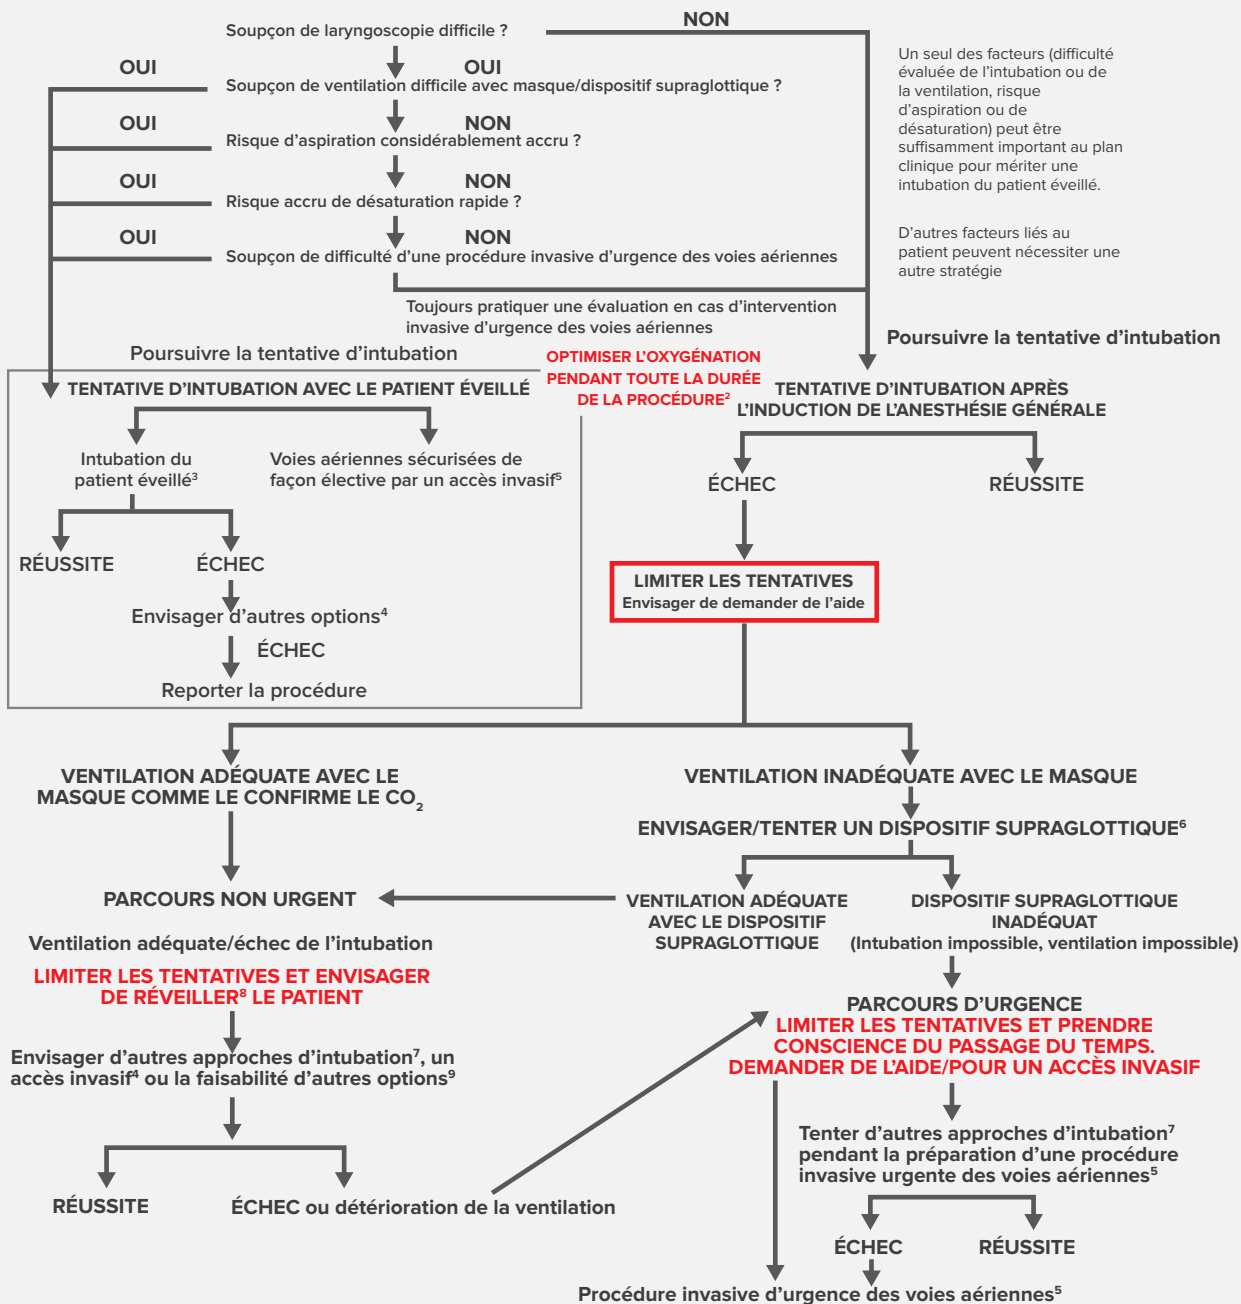 NON
Soupçon de laryngoscopie difficile ?
OUI
OUI
Soupçon de ventilation difficile avec masque/dispositif supraglottique ?
OUI
NON
Risque d'aspiration considérablement accru ?
OUI
NON
Risque accru de désaturation rapide ?
OUI
NON
Soupçon de difficulté d'une procédure invasive d'urgence des voies aériennes
Un seul des facteurs (difficulté
évaluée de l'intubation ou de
la ventilation, risque
d'aspiration ou de
désaturation) peut être
suffisamment important au plan
clinique pour mériter une
intubation du patient éveillé.
D'autres facteurs liés au
patient peuvent nécessiter une
autre stratégie
Toujours pratiquer une évaluation en cas d'intervention
invasive d'urgence des voies aériennes
Poursuivre la tentative d'intubation
Poursuivre la tentative d'intubation
OPTIMISER L'OXYGÉNATION
PENDANT TOUTE LA DURÉE
DE LA PROCÉDURE²
TENTATIVE D'INTUBATION AVEC LE PATIENT ÉVEILLÉ
TENTATIVE D'INTUBATION APRÈS
L'INDUCTION DE L'ANESTHÉSIE GÉNÉRALE
Intubation du
patient éveillé³
Voies aériennes sécurisées de
façon élective par un accès invasif⁵
ÉCHEC
RÉUSSITE
RÉUSSITE
ÉCHEC
Envisager d'autres options⁴
ÉCHEC
Reporter la procédure
LIMITER LES TENTATIVES
Envisager de demander de l'aide
VENTILATION ADÉQUATE AVEC LE
MASQUE COMME LE CONFIRME LE CO₂
VENTILATION INADÉQUATE AVEC LE MASQUE
ENVISAGER/TENTER UN DISPOSITIF SUPRAGLOTTIQUE⁶
PARCOURS NON URGENT
VENTILATION ADÉQUATE
AVEC LE DISPOSITIF
SUPRAGLOTTIQUE
DISPOSITIF SUPRAGLOTTIQUE
INADÉQUAT
(Intubation impossible, ventilation impossible)
Ventilation adéquate/échec de l'intubation
LIMITER LES TENTATIVES ET ENVISAGER
DE RÉVEILLER⁸ LE PATIENT
PARCOURS D'URGENCE
LIMITER LES TENTATIVES ET PRENDRE
CONSCIENCE DU PASSAGE DU TEMPS.
DEMANDER DE L'AIDE/POUR UN ACCÈS INVASIF
Envisager d'autres approches d'intubation⁷, un
accès invasif⁴ ou la faisabilité d'autres options⁹
Tenter d'autres approches d'intubation⁷
pendant la préparation d'une procédure
invasive urgente des voies aériennes⁵
RÉUSSITE
ÉCHEC ou détérioration de la ventilation
ÉCHEC
RÉUSSITE
Procédure invasive d'urgence des voies aériennes⁵